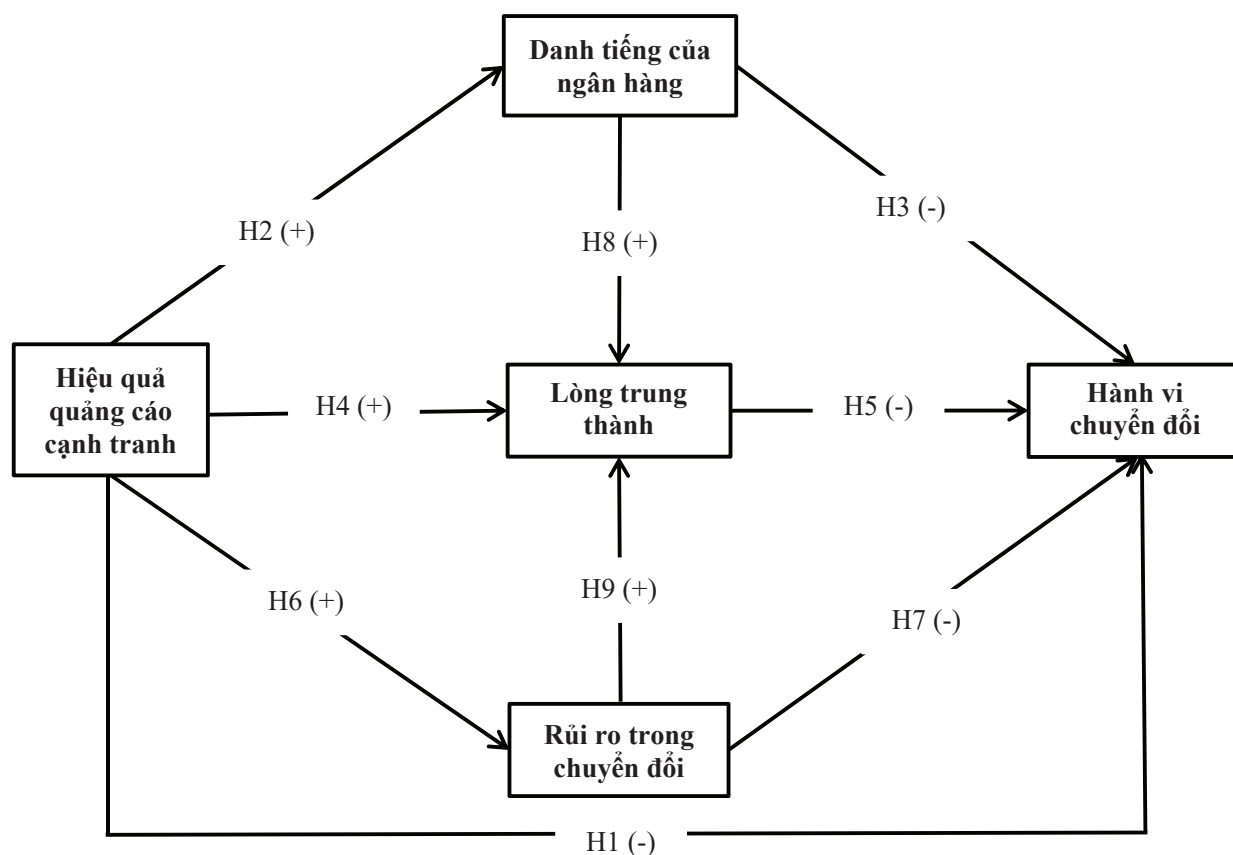 Danh tiếng của
ngân hàng
H3 (-)
H2 (+)
H8 (+)
Hiệu quả
quảng cáo
cạnh tranh
H4 (+)
Lòng trung
thành
H5 (-)
Hành vi
chuyển đổi
H9 (+)
H6 (+)
H7 (-)
Rủi ro trong
chuyển đổi
H1 (-)